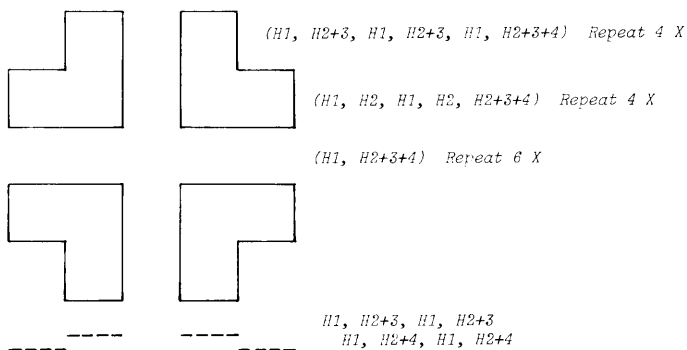 (H1, H2+3, H1, H2+3, H1, H2+3+4) Repeat 4 X
(H1, H2, H1, H2, H2+3+4) Repeat 4 X
(H1, H2+3+4) Repeat 6 X
H1, H2+3, H1, H2+3
H1, H2+4, H1, H2+4